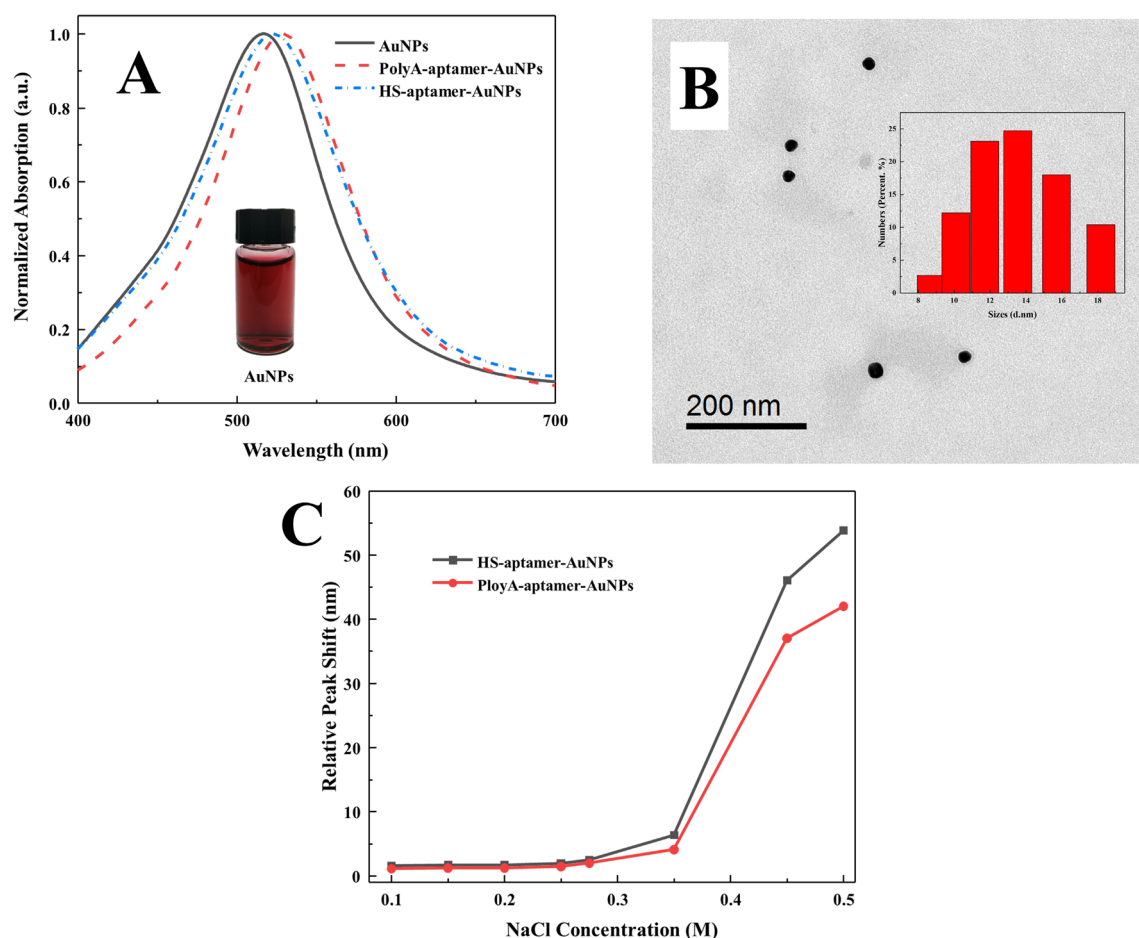 A
AuNPs
PolyA-aptamer-AuNPs
HS-aptamer-AuNPs
1.0
0.8
0.6
0.4
0.2
0.0
Normalized Absorption (a.u.)
AuNPs
400
500
600
700
Wavelength (nm)
B
25
20
15
10
5
0
Numbers (Percent. %)
8
10
12
14
16
18
Sizes (d.nm)
200 nm
C
HS-aptamer-AuNPs
PloyA-aptamer-AuNPs
60
50
40
30
20
10
0
Relative Peak Shift (nm)
0.1
0.2
0.3
0.4
0.5
NaCl Concentration (M)